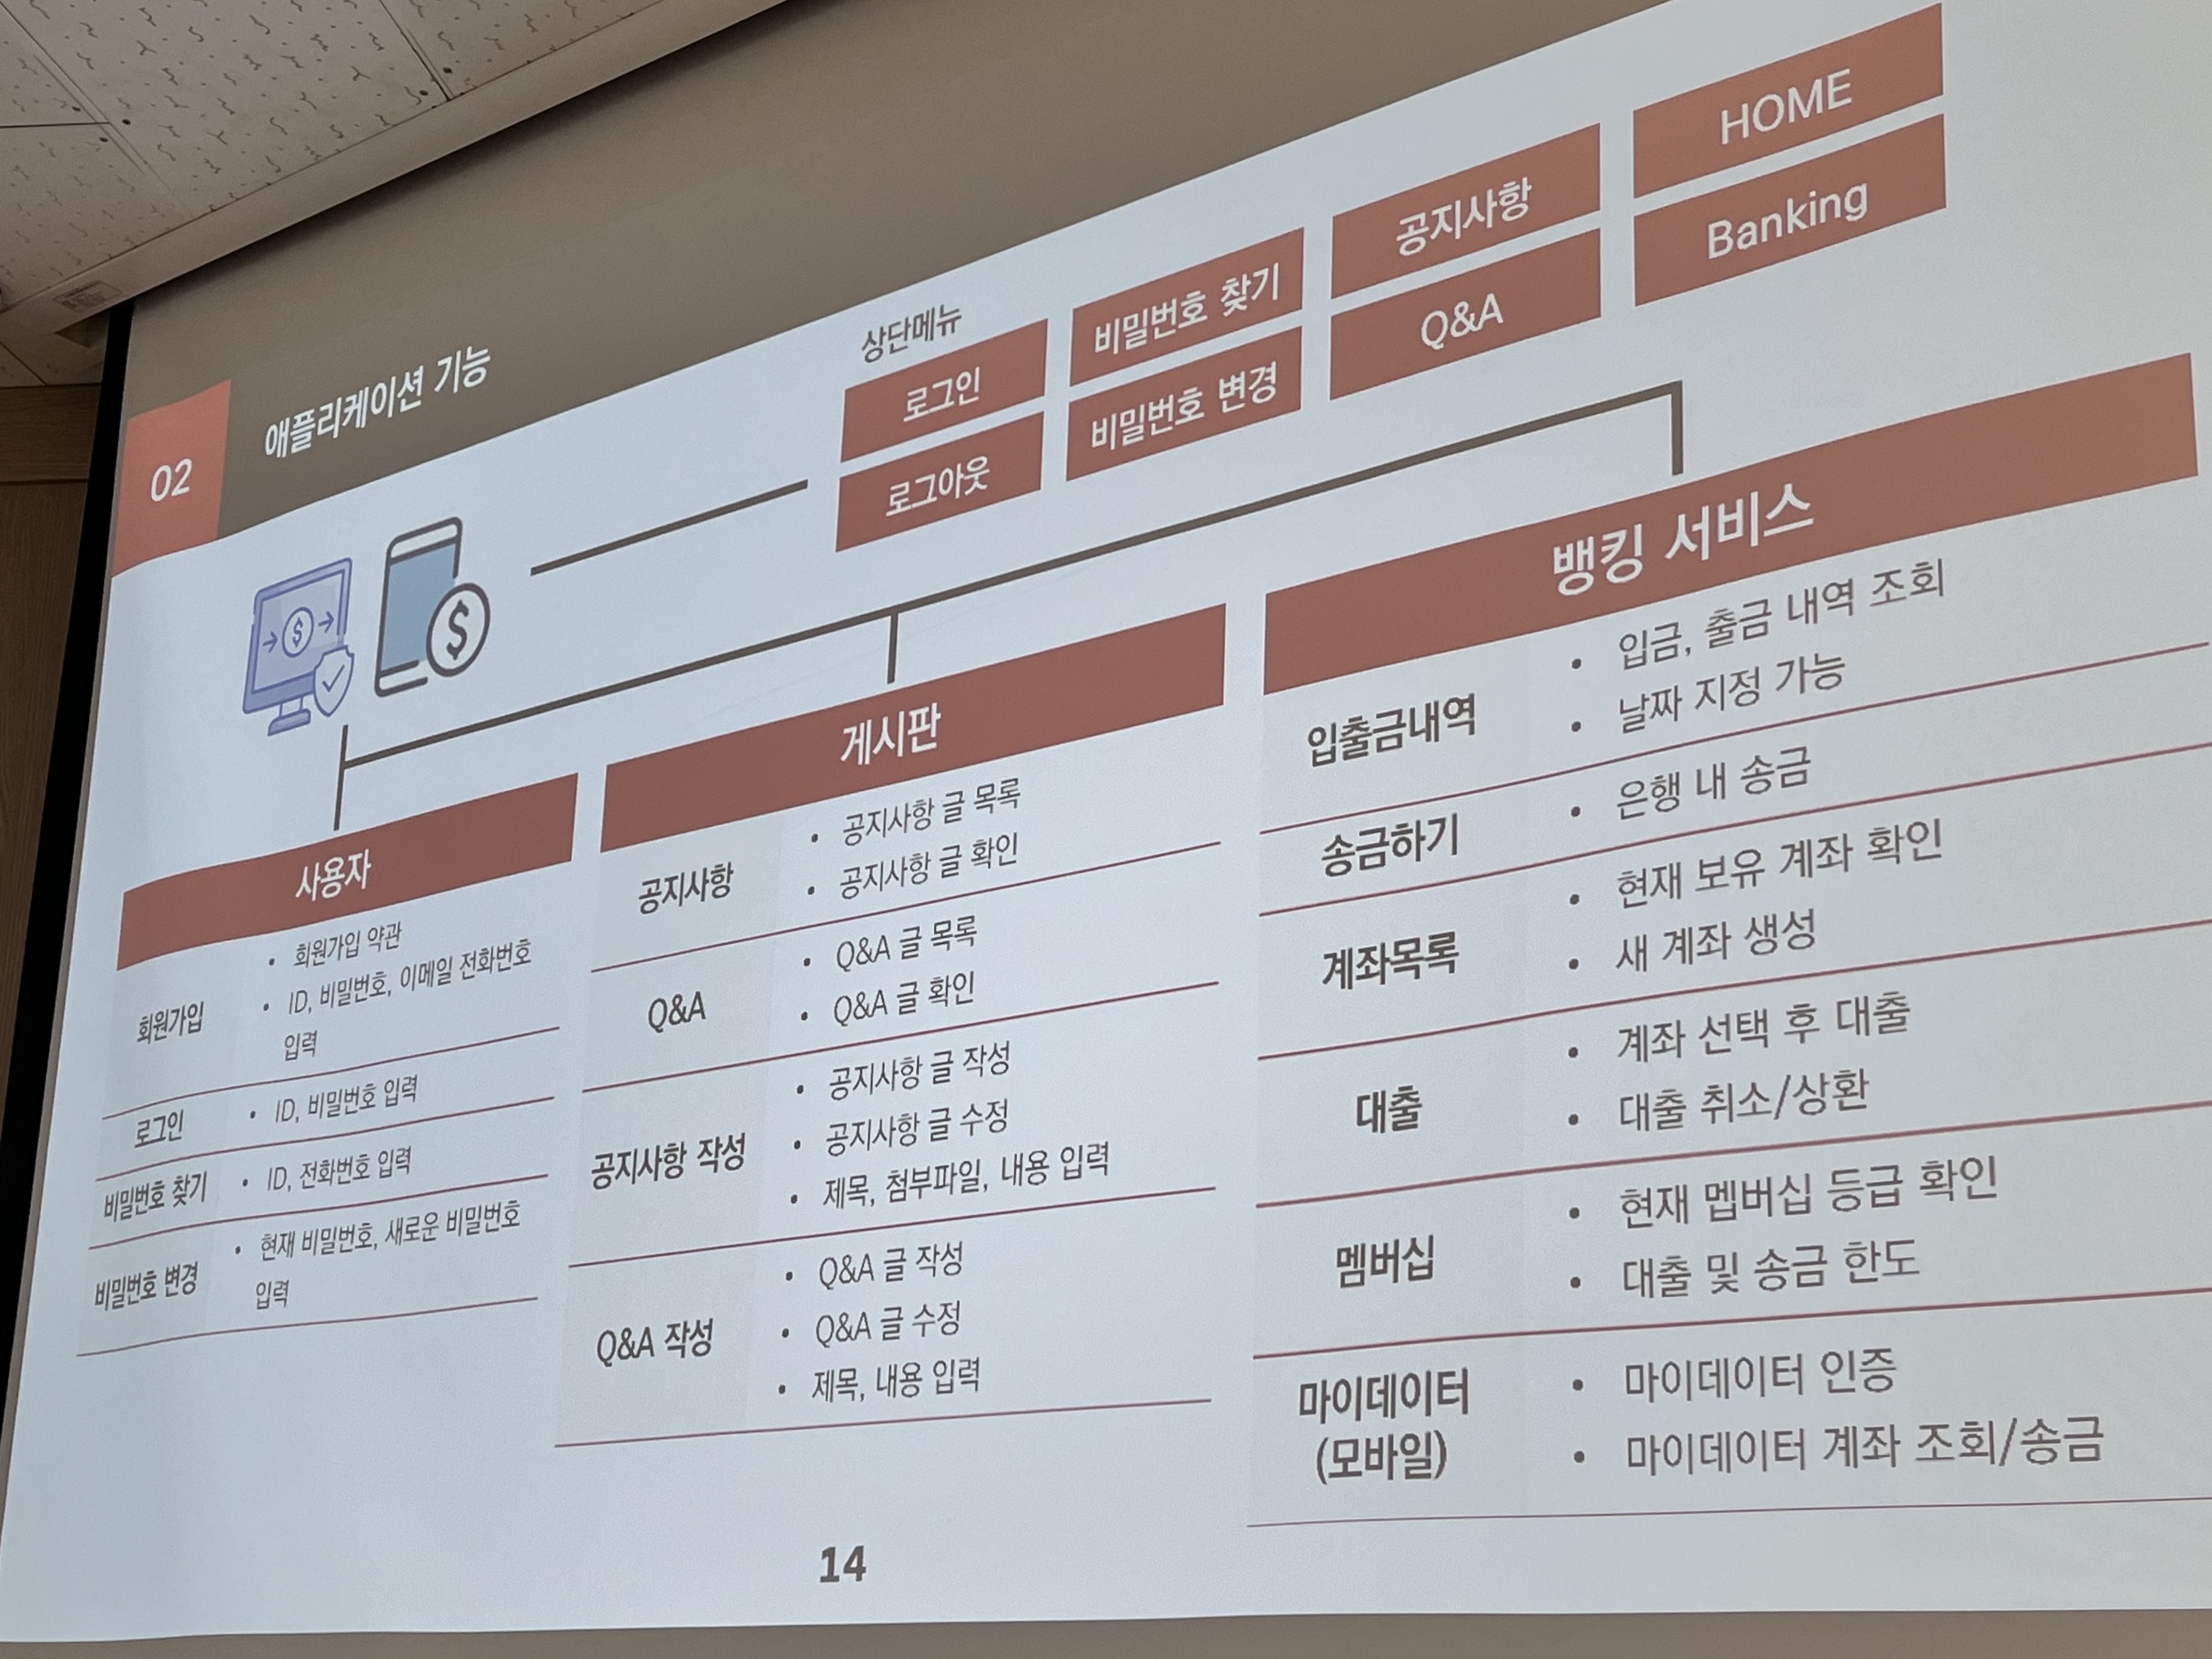 02
애플리케이션 기능
상단메뉴
로그인
비밀번호 찾기
공지사항
HOME
로그아웃
비밀번호 변경
Q&A
Banking
사용자
회원가입
• 회원가입 약관
• ID, 비밀번호, 이메일 전화번호
입력
로그인
• ID, 비밀번호 입력
비밀번호 찾기
• ID, 전화번호 입력
비밀번호 변경
• 현재 비밀번호, 새로운 비밀번호
입력
게시판
공지사항
• 공지사항 글 목록
• 공지사항 글 확인
Q&A
• Q&A 글 목록
• Q&A 글 확인
공지사항 작성
• 공지사항 글 작성
• 공지사항 글 수정
• 제목, 첨부파일, 내용 입력
Q&A 작성
• Q&A 글 작성
• Q&A 글 수정
• 제목, 내용 입력
뱅킹 서비스
입출금내역
• 입금, 출금 내역 조회
• 날짜 지정 가능
송금하기
• 은행 내 송금
계좌목록
• 현재 보유 계좌 확인
• 새 계좌 생성
대출
• 계좌 선택 후 대출
• 대출 취소/상환
멤버십
• 현재 멥버십 등급 확인
• 대출 및 송금 한도
마이데이터
(모바일)
• 마이데이터 인증
• 마이데이터 계좌 조회/송금
14